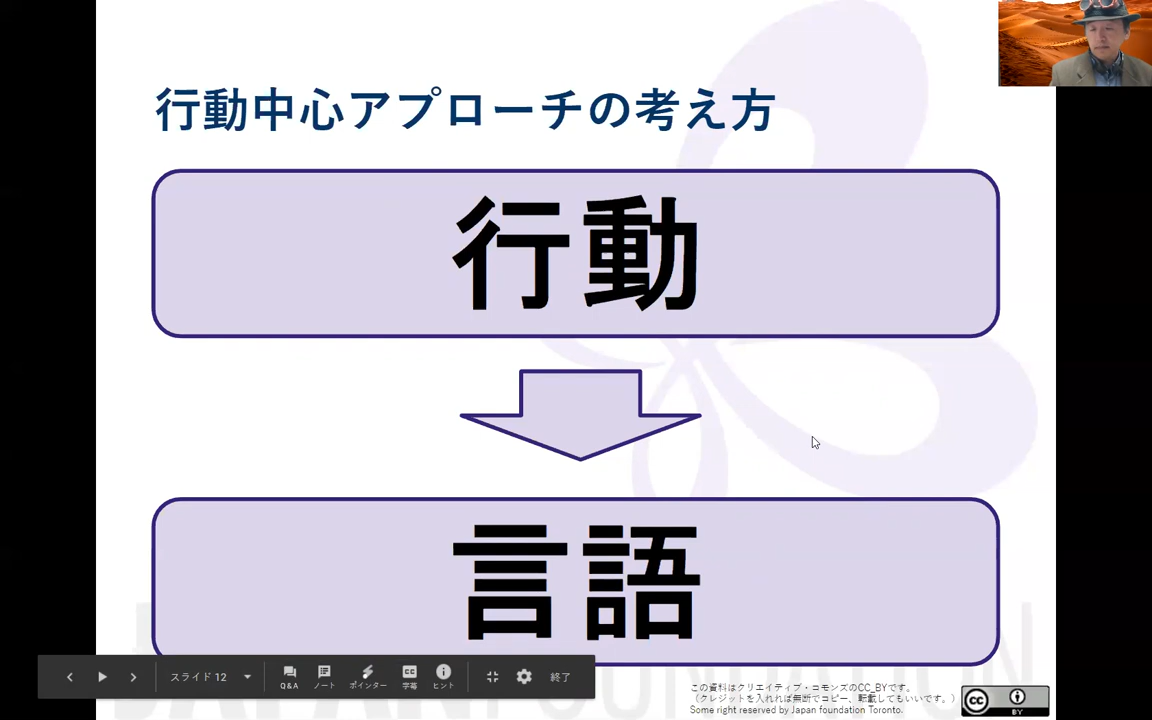 行動中心アプローチの考え方
行動
言語
スライド 12
Q&A
ノート
ポインター
字幕
ヒント
終了
この資料はクリエイティブ・コモンズのCC_BYです。
（クレジットを入れれば無断でコピー、転載してもいいです。）
Some right reserved by Japan foundation Toronto.
CC
BY